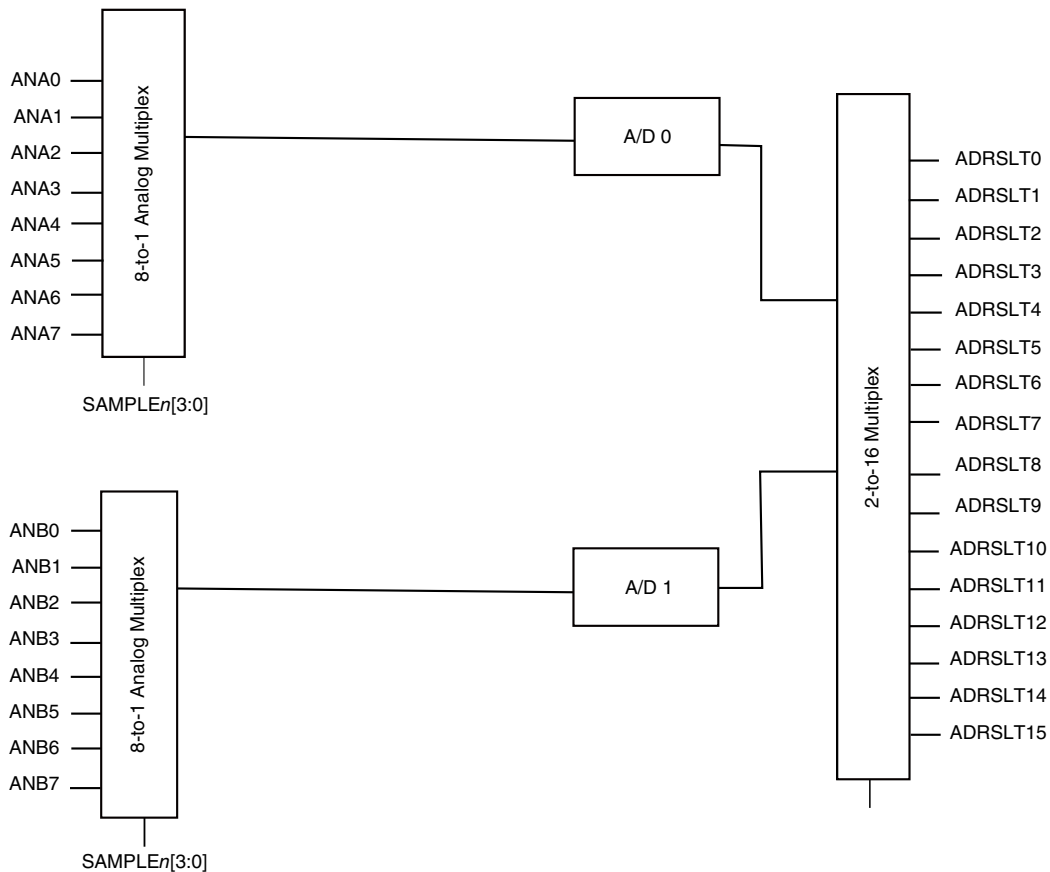 ANA0
ANA1
ANA2
ANA3
ANA4
ANA5
ANA6
ANA7
8-to-1 Analog Multiplex
SAMPLEn[3:0]
A/D 0
ANB0
ANB1
ANB2
ANB3
ANB4
ANB5
ANB6
ANB7
8-to-1 Analog Multiplex
SAMPLEn[3:0]
A/D 1
2-to-16 Multiplex
ADRSLT0
ADRSLT1
ADRSLT2
ADRSLT3
ADRSLT4
ADRSLT5
ADRSLT6
ADRSLT7
ADRSLT8
ADRSLT9
ADRSLT10
ADRSLT11
ADRSLT12
ADRSLT13
ADRSLT14
ADRSLT15